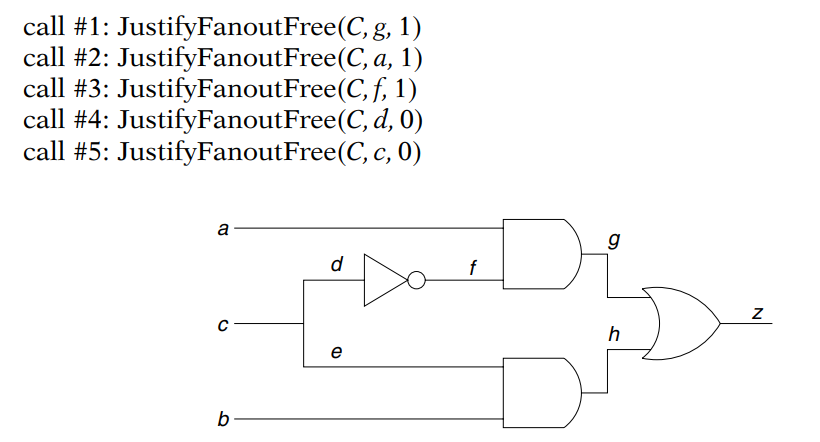 call #1: JustifyFanoutFree(C, g, 1)
call #2: JustifyFanoutFree(C, a, 1)
call #3: JustifyFanoutFree(C, f, 1)
call #4: JustifyFanoutFree(C, d, 0)
call #5: JustifyFanoutFree(C, c, 0)
a
g
d
f
z
c
h
e
b